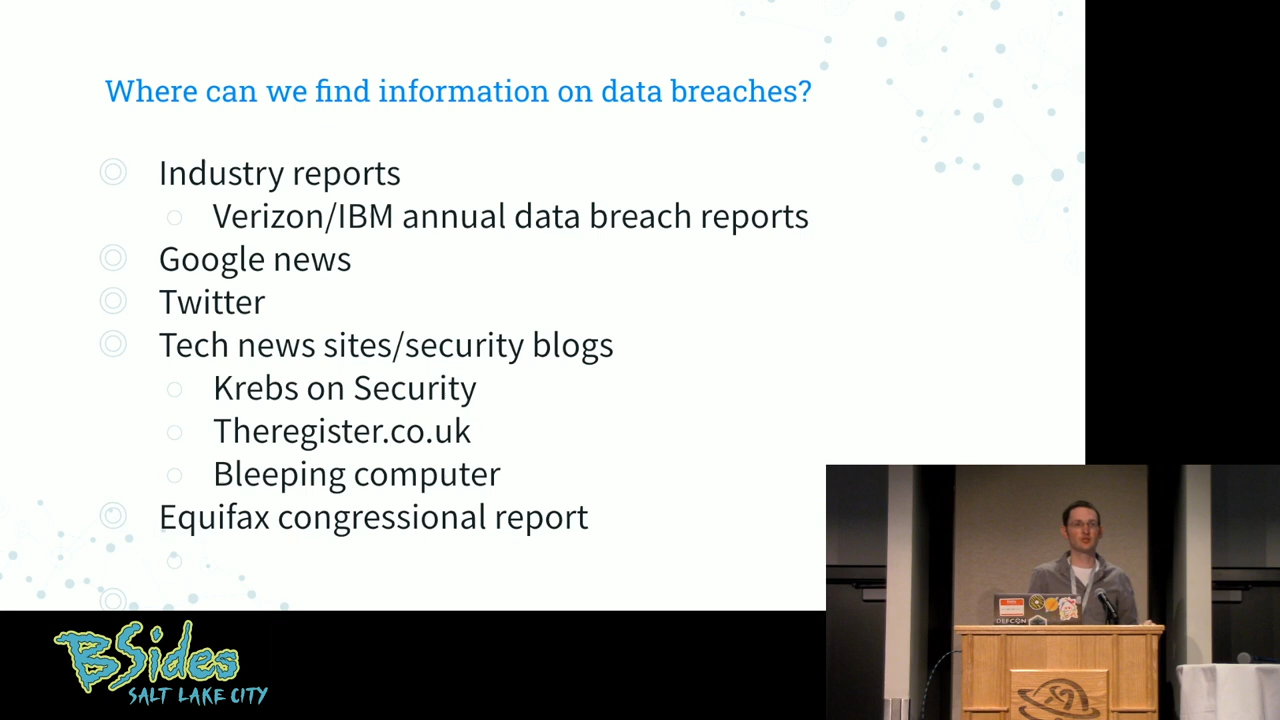 Where can we find information on data breaches?
Industry reports
Verizon/IBM annual data breach reports
Google news
Twitter
Tech news sites/security blogs
Krebs on Security
Theregister.co.uk
Bleeping computer
Equifax congressional report
DEFCON
BSides
SALT LAKE CITY